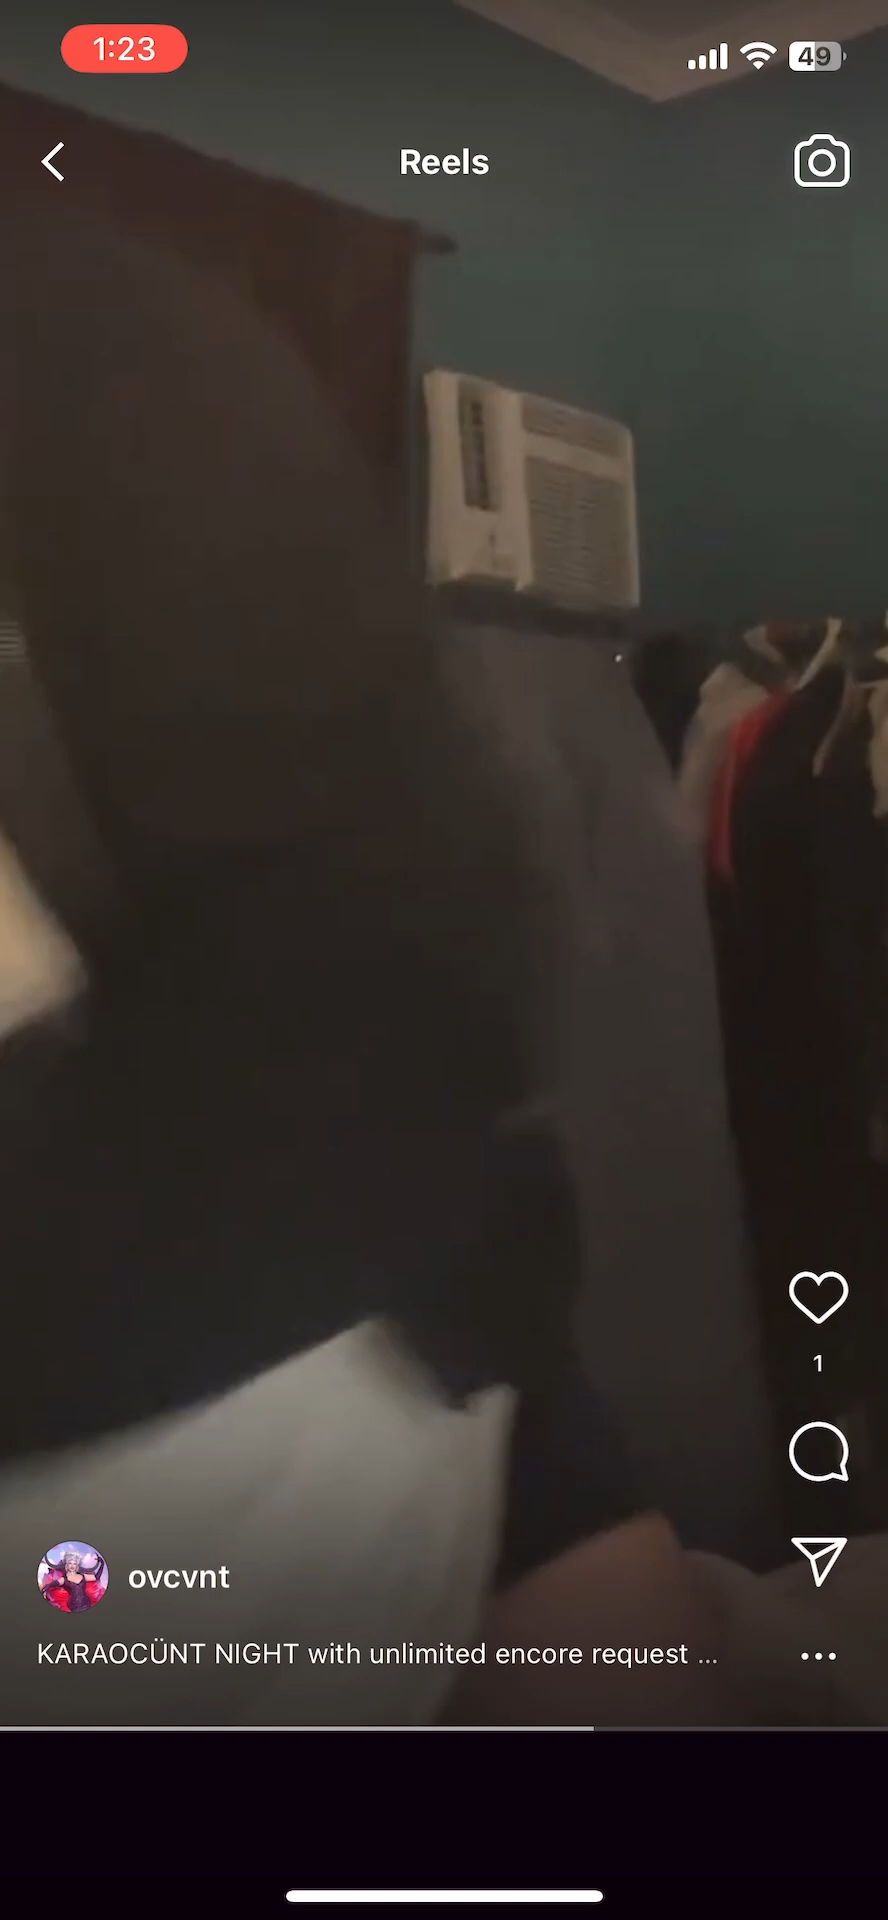 1:23
49
Reels
1
ovcvnt
KARAOCÜNT NIGHT with unlimited encore request ...